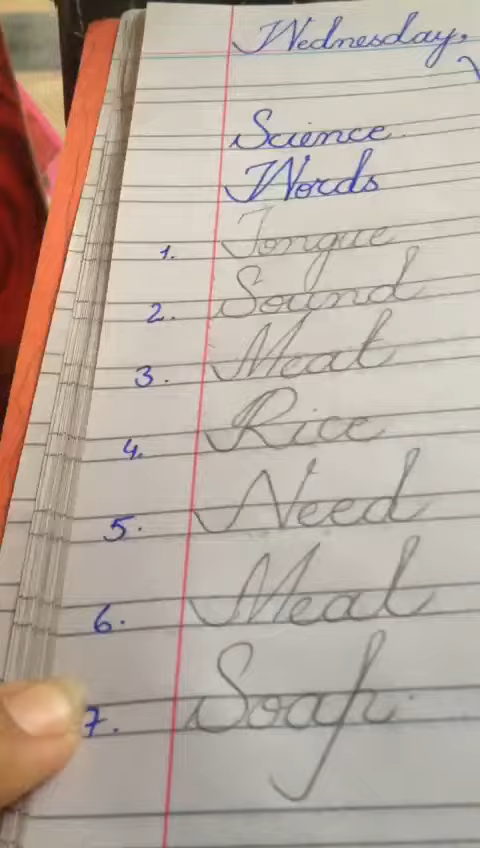 Wednesday,
Science
Words
1. Tongue
2. Sound
3. Meat
4. Rice
5. Need
6. Meal
7. Soap.